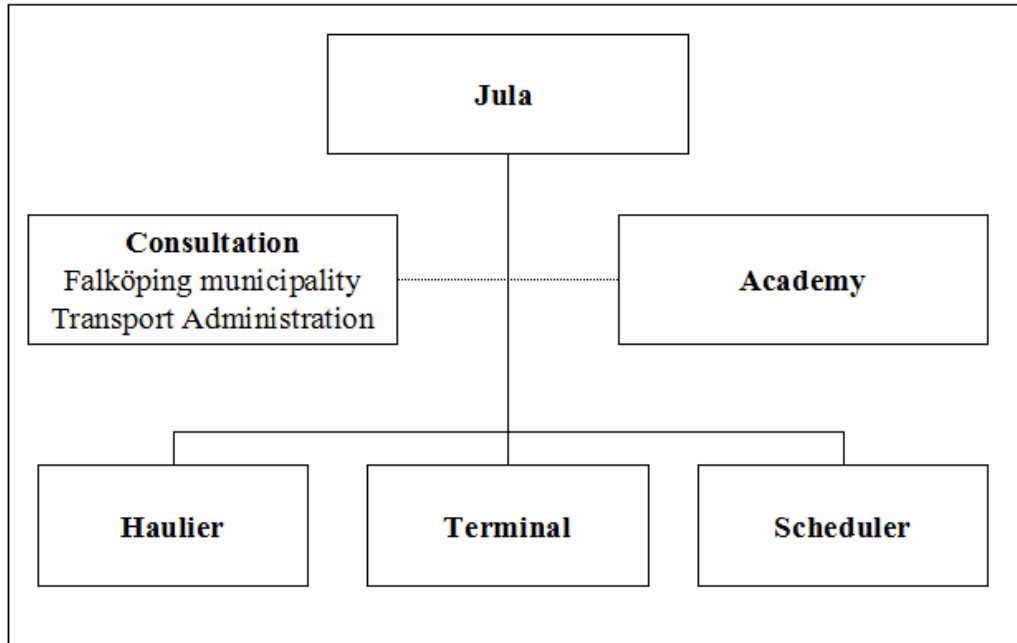 Jula
Consultation
Falköping municipality
Transport Administration
Academy
Haulier
Terminal
Scheduler